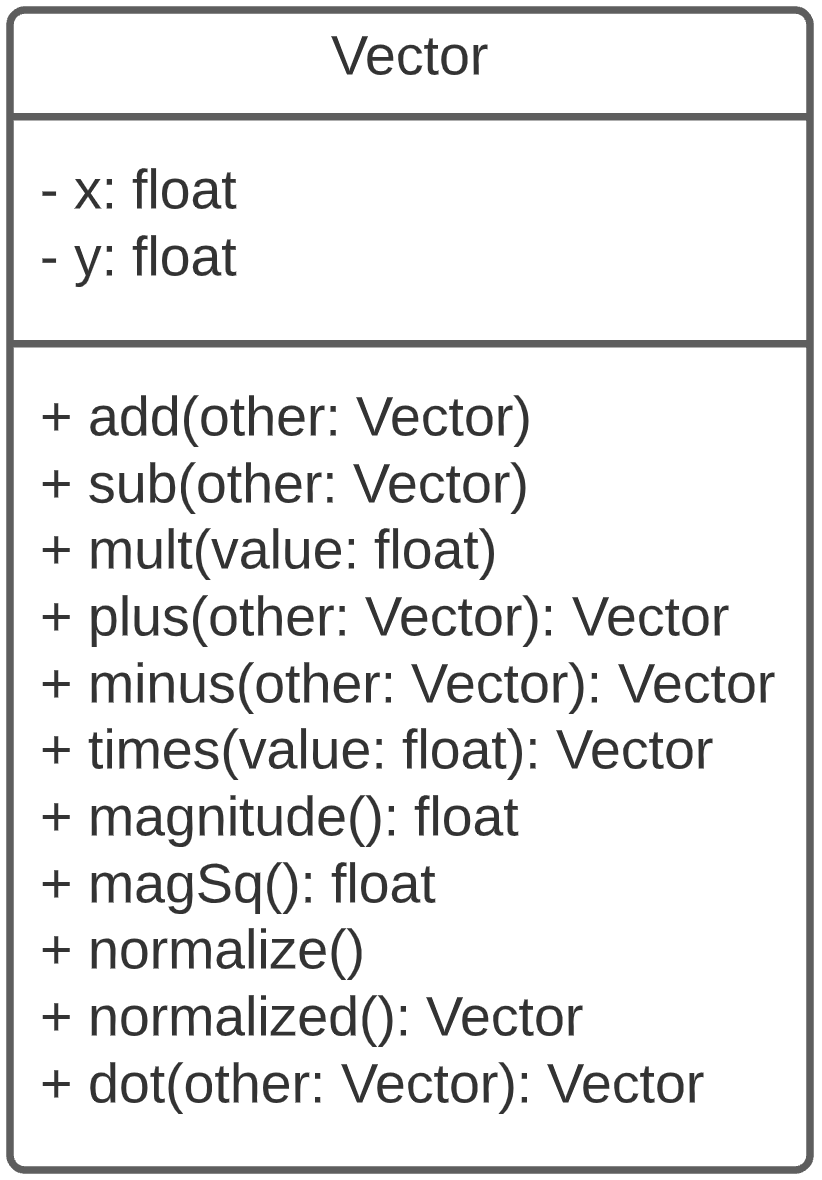 Vector
- x: float
- y: float
+ add(other: Vector)
+ sub(other: Vector)
+ mult(value: float)
+ plus(other: Vector): Vector
+ minus(other: Vector): Vector
+ times(value: float): Vector
+ magnitude(): float
+ magSq(): float
+ normalize()
+ normalized(): Vector
+ dot(other: Vector): Vector